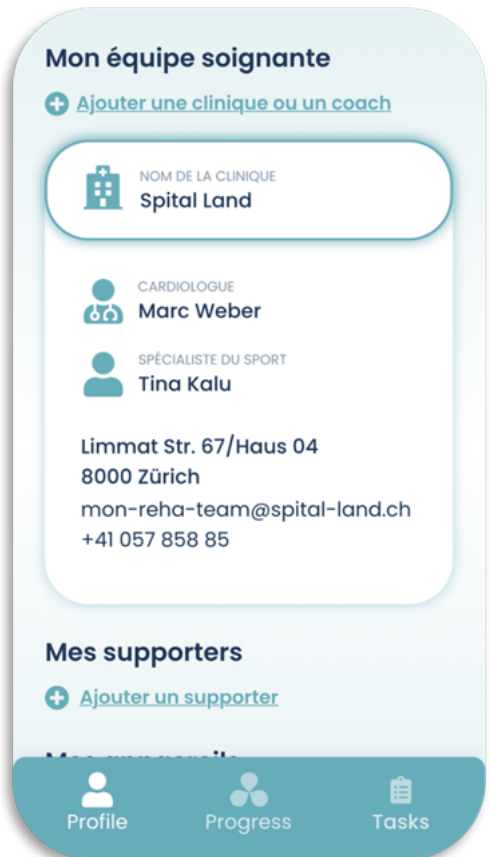 Mon équipe soignante
Ajouter une clinique ou un coach
NOM DE LA CLINIQUE
Spital Land
CARDIOLOGUE
Marc Weber
SPÉCIALISTE DU SPORT
Tina Kalu
Limmat Str. 67/Haus 04
8000 Zürich
mon-reha-team@spital-land.ch
+41 057 858 85
Mes supporters
Ajouter un supporter
Profile
Progress
Tasks